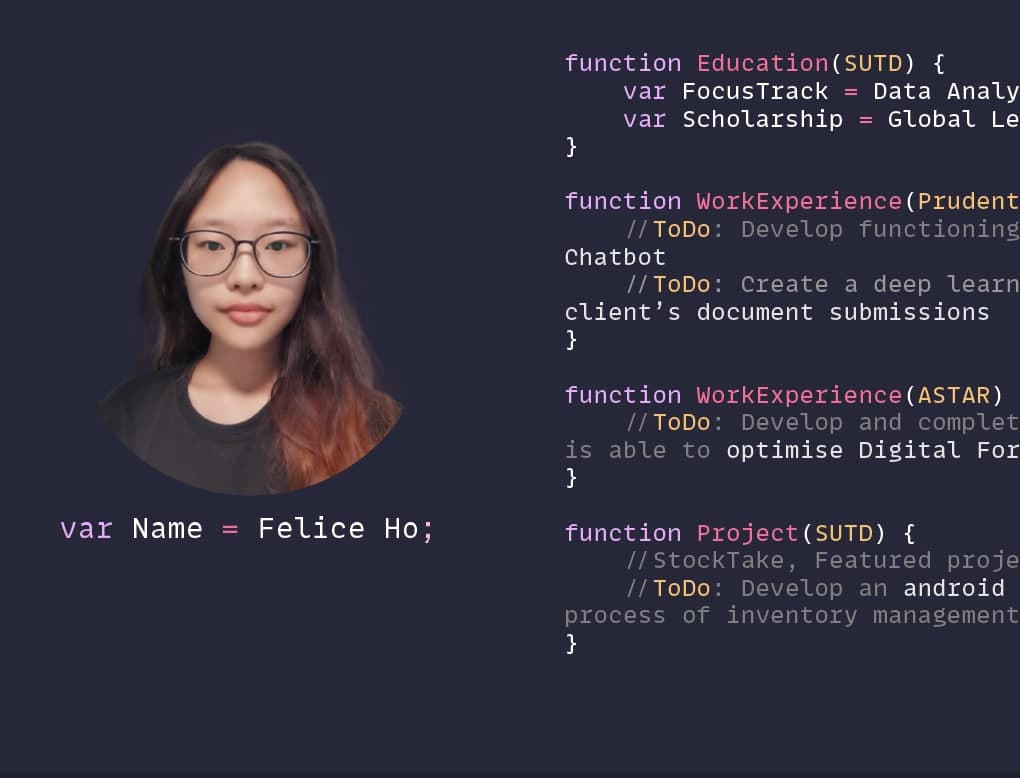 function Education(SUTD) {
var FocusTrack = Data Analy
var Scholarship = Global Le
}
function WorkExperience(Prudent
//ToDo: Develop functioning
Chatbot
//ToDo: Create a deep learn
client’s document submissions
}
function WorkExperience(ASTAR)
//ToDo: Develop and complet
is able to optimise Digital For
}
function Project(SUTD) {
//StockTake, Featured proje
//ToDo: Develop an android
process of inventory management
}
var Name = Felice Ho;